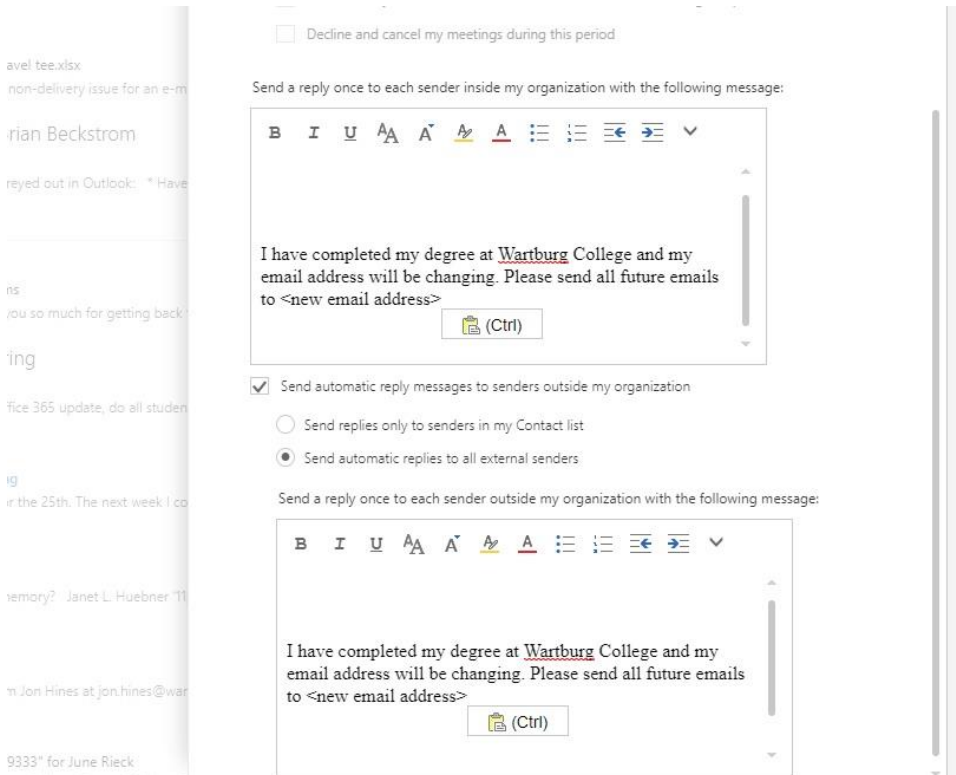 Decline and cancel my meetings during this period
avel tee.xlsx
non-delivery issue for an e-m
rian Beckstrom
reyed out in Outlook: * Have
ns
you so much for getting back
ring
fice 365 update, do all studen
ng
or the 25th. The next week I co
nemory? Janet L. Huebner '11
m Jon Hines at jon.hines@war
9333" for June Rieck
Send a reply once to each sender inside my organization with the following message:
B I U AA A A A
I have completed my degree at Wartburg College and my
email address will be changing. Please send all future emails
to <new email address>
(Ctrl)
Send automatic reply messages to senders outside my organization
Send replies only to senders in my Contact list
Send automatic replies to all external senders
Send a reply once to each sender outside my organization with the following message:
B I U AA A A A
I have completed my degree at Wartburg College and my
email address will be changing. Please send all future emails
to <new email address>
(Ctrl)